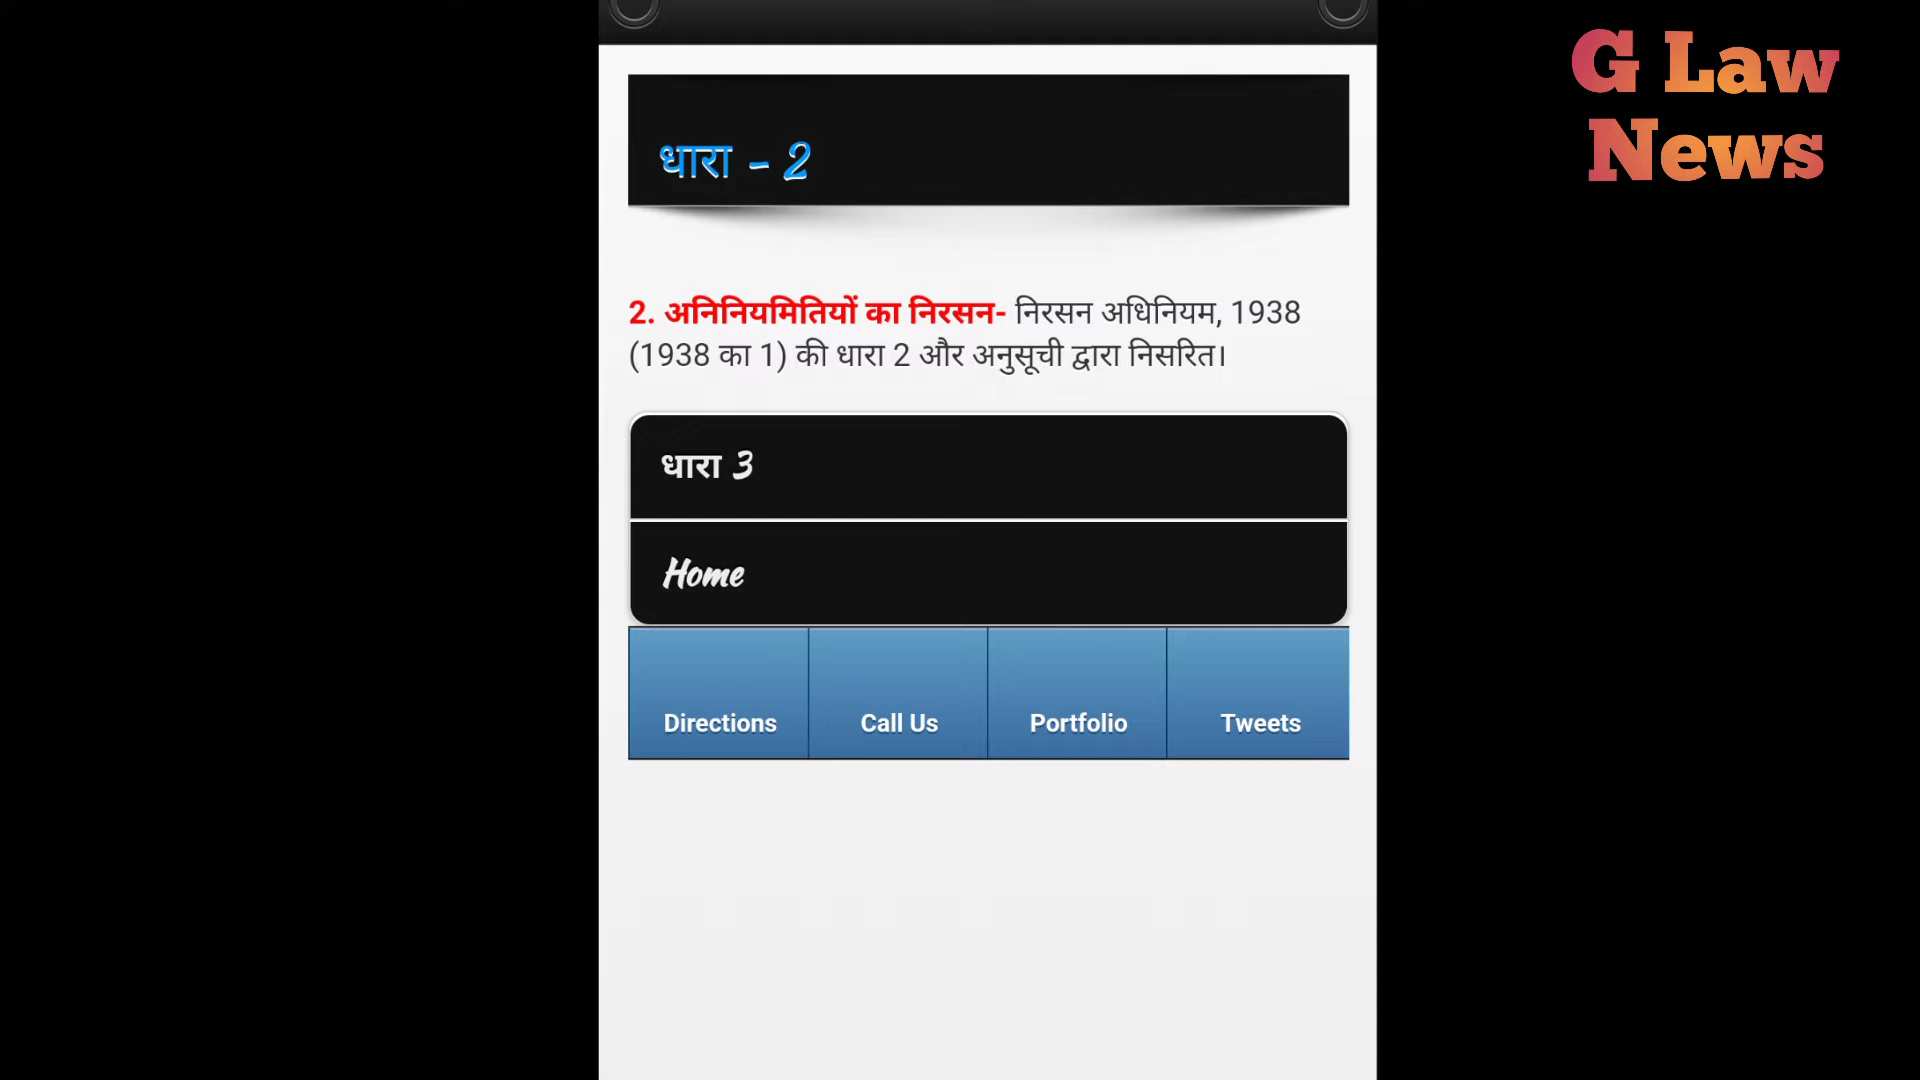 G Law
News
धारा - 2
2. अनिनियमितियों का निरसन- निरसन अधिनियम, 1938
(1938 का 1) की धारा 2 और अनुसूची द्वारा निसरित।
धारा 3
Home
Directions
Call Us
Portfolio
Tweets